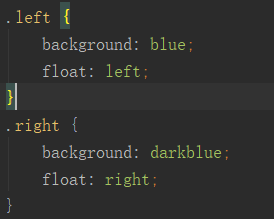 .left {
    background: blue;
    float: left;
}
.right {
    background: darkblue;
    float: right;
}